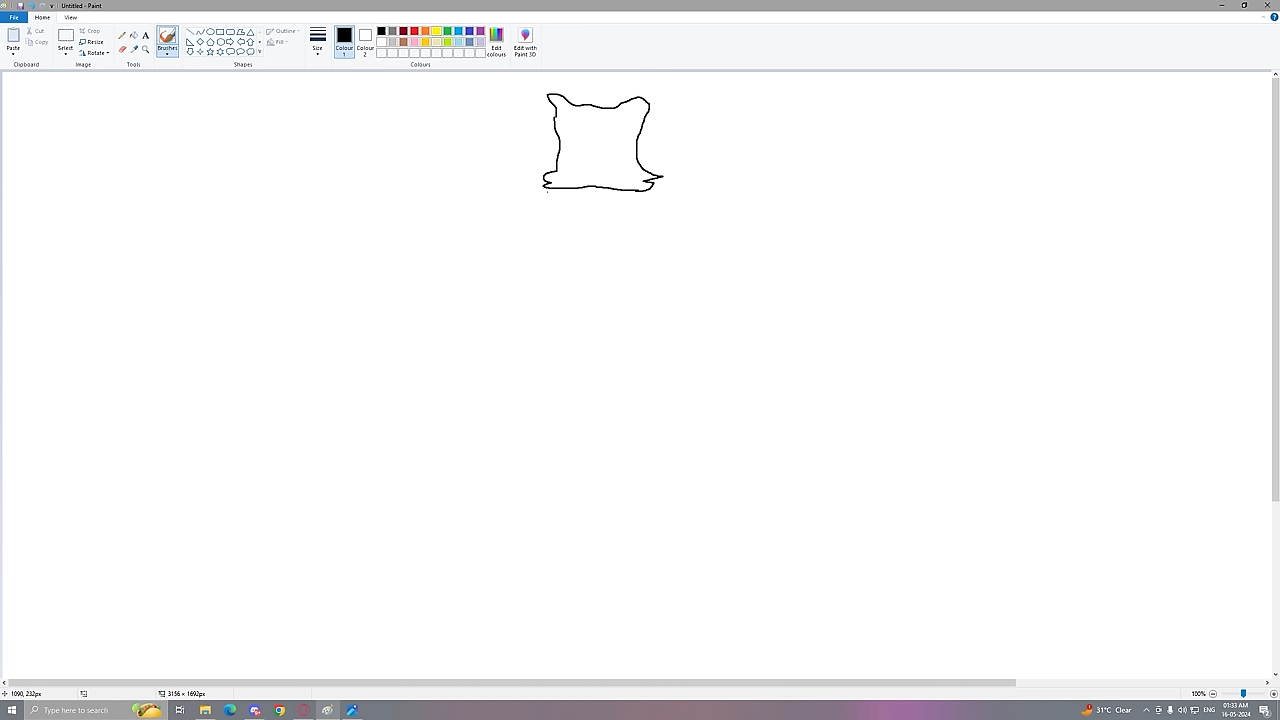 Untitled - Paint
File Home View
Paste Cut Copy Clipboard
Select Crop Resize Rotate Image
Tools
Brushes
Shapes Outline Fill
Size
Colour 1 Colour 2 Edit colours Colours
Edit with Paint 3D
1090, 232px 3156 × 1692px 100%
Type here to search 31°C Clear ENG 01:33 AM
16-05-2024